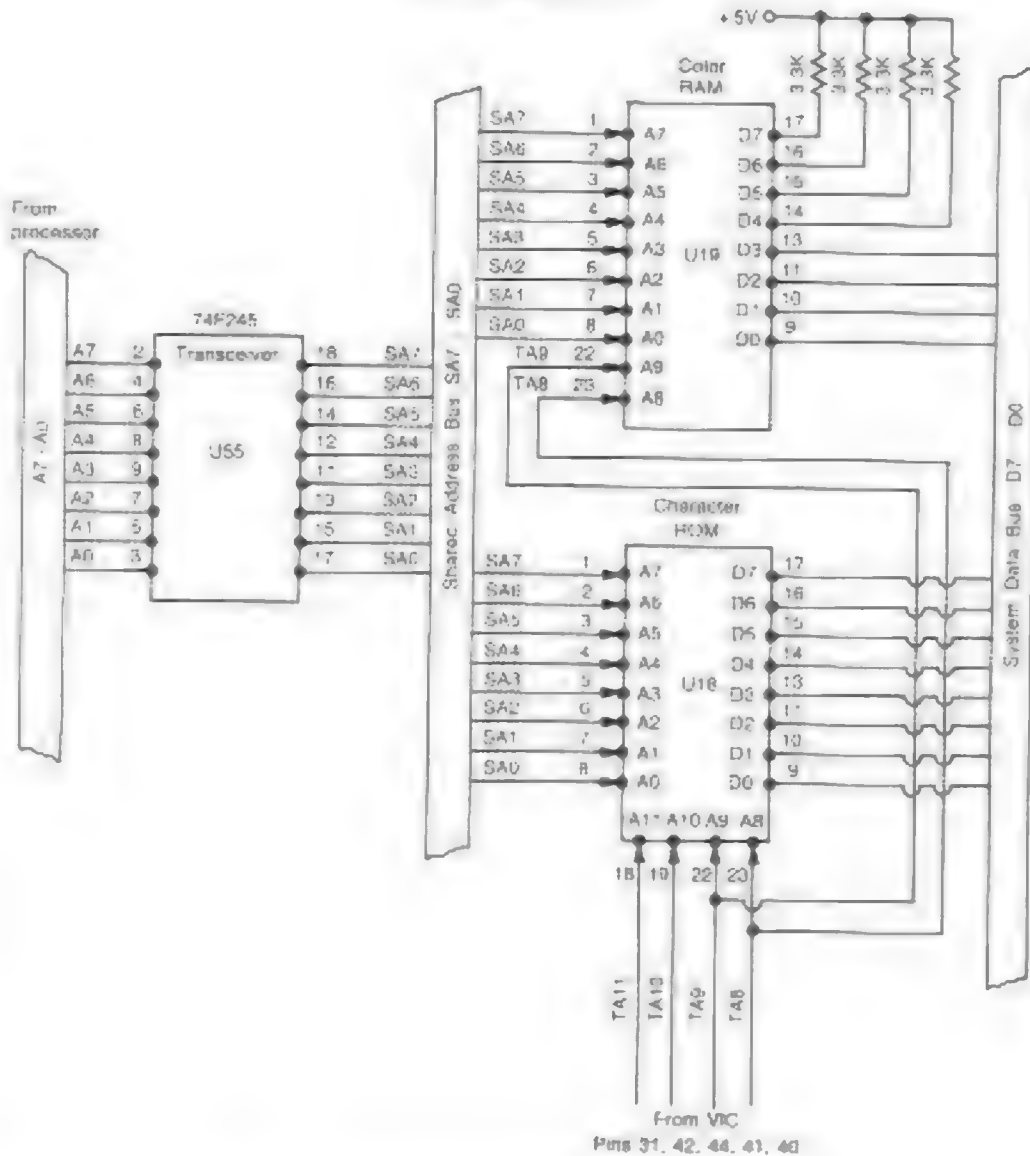 +5V
3.3K 3.3K 3.3K 3.3K
Color
RAM
SA7 1 A7 D7 17
SA6 2 A6 D6 16
SA5 3 A5 D5 15
SA4 4 A4 D4 14
SA3 5 A3 D3 13
U19
SA2 6 A2 D2 11
SA1 7 A1 D1 10
SA0 8 A0 D0 9
TA9 22 A9
TA8 23 A8
From
processor
A7 - A0
74F245
Transceiver
U55
A7 2 18 SA7
A6 4 16 SA6
A5 6 14 SA5
A4 8 12 SA4
A3 9 11 SA3
A2 7 13 SA2
A1 5 15 SA1
A0 3 17 SA0
Shared Address Bus SA7 - SA0
System Data Bus D7 D0
Character
ROM
SA7 1 A7 D7 17
SA6 2 A6 D6 16
SA5 3 A5 D5 15
SA4 4 A4 D4 14
SA3 5 A3 D3 13
U18
SA2 6 A2 D2 11
SA1 7 A1 D1 10
SA0 8 A0 D0 9
A11 A10 A9 A8
18 19 22 23
TA11 TA10 TA9 TA8
From VIC
Pins 31, 42, 44, 41, 40